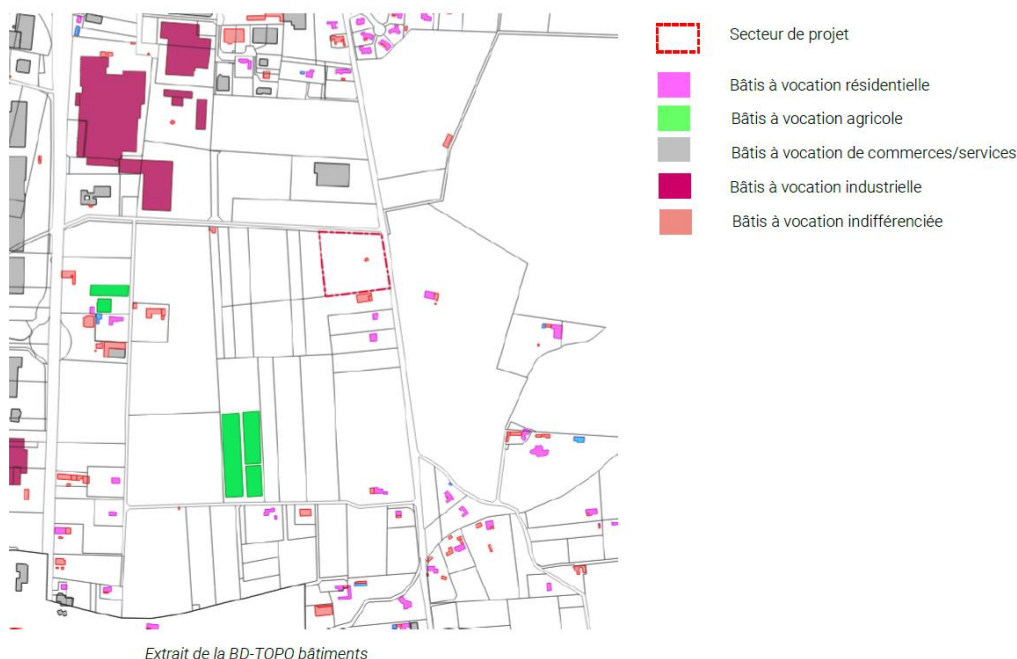 Secteur de projet
Bâtis à vocation résidentielle
Bâtis à vocation agricole
Bâtis à vocation de commerces/services
Bâtis à vocation industrielle
Bâtis à vocation indifférenciée
Extrait de la BD-TOPO bâtiments